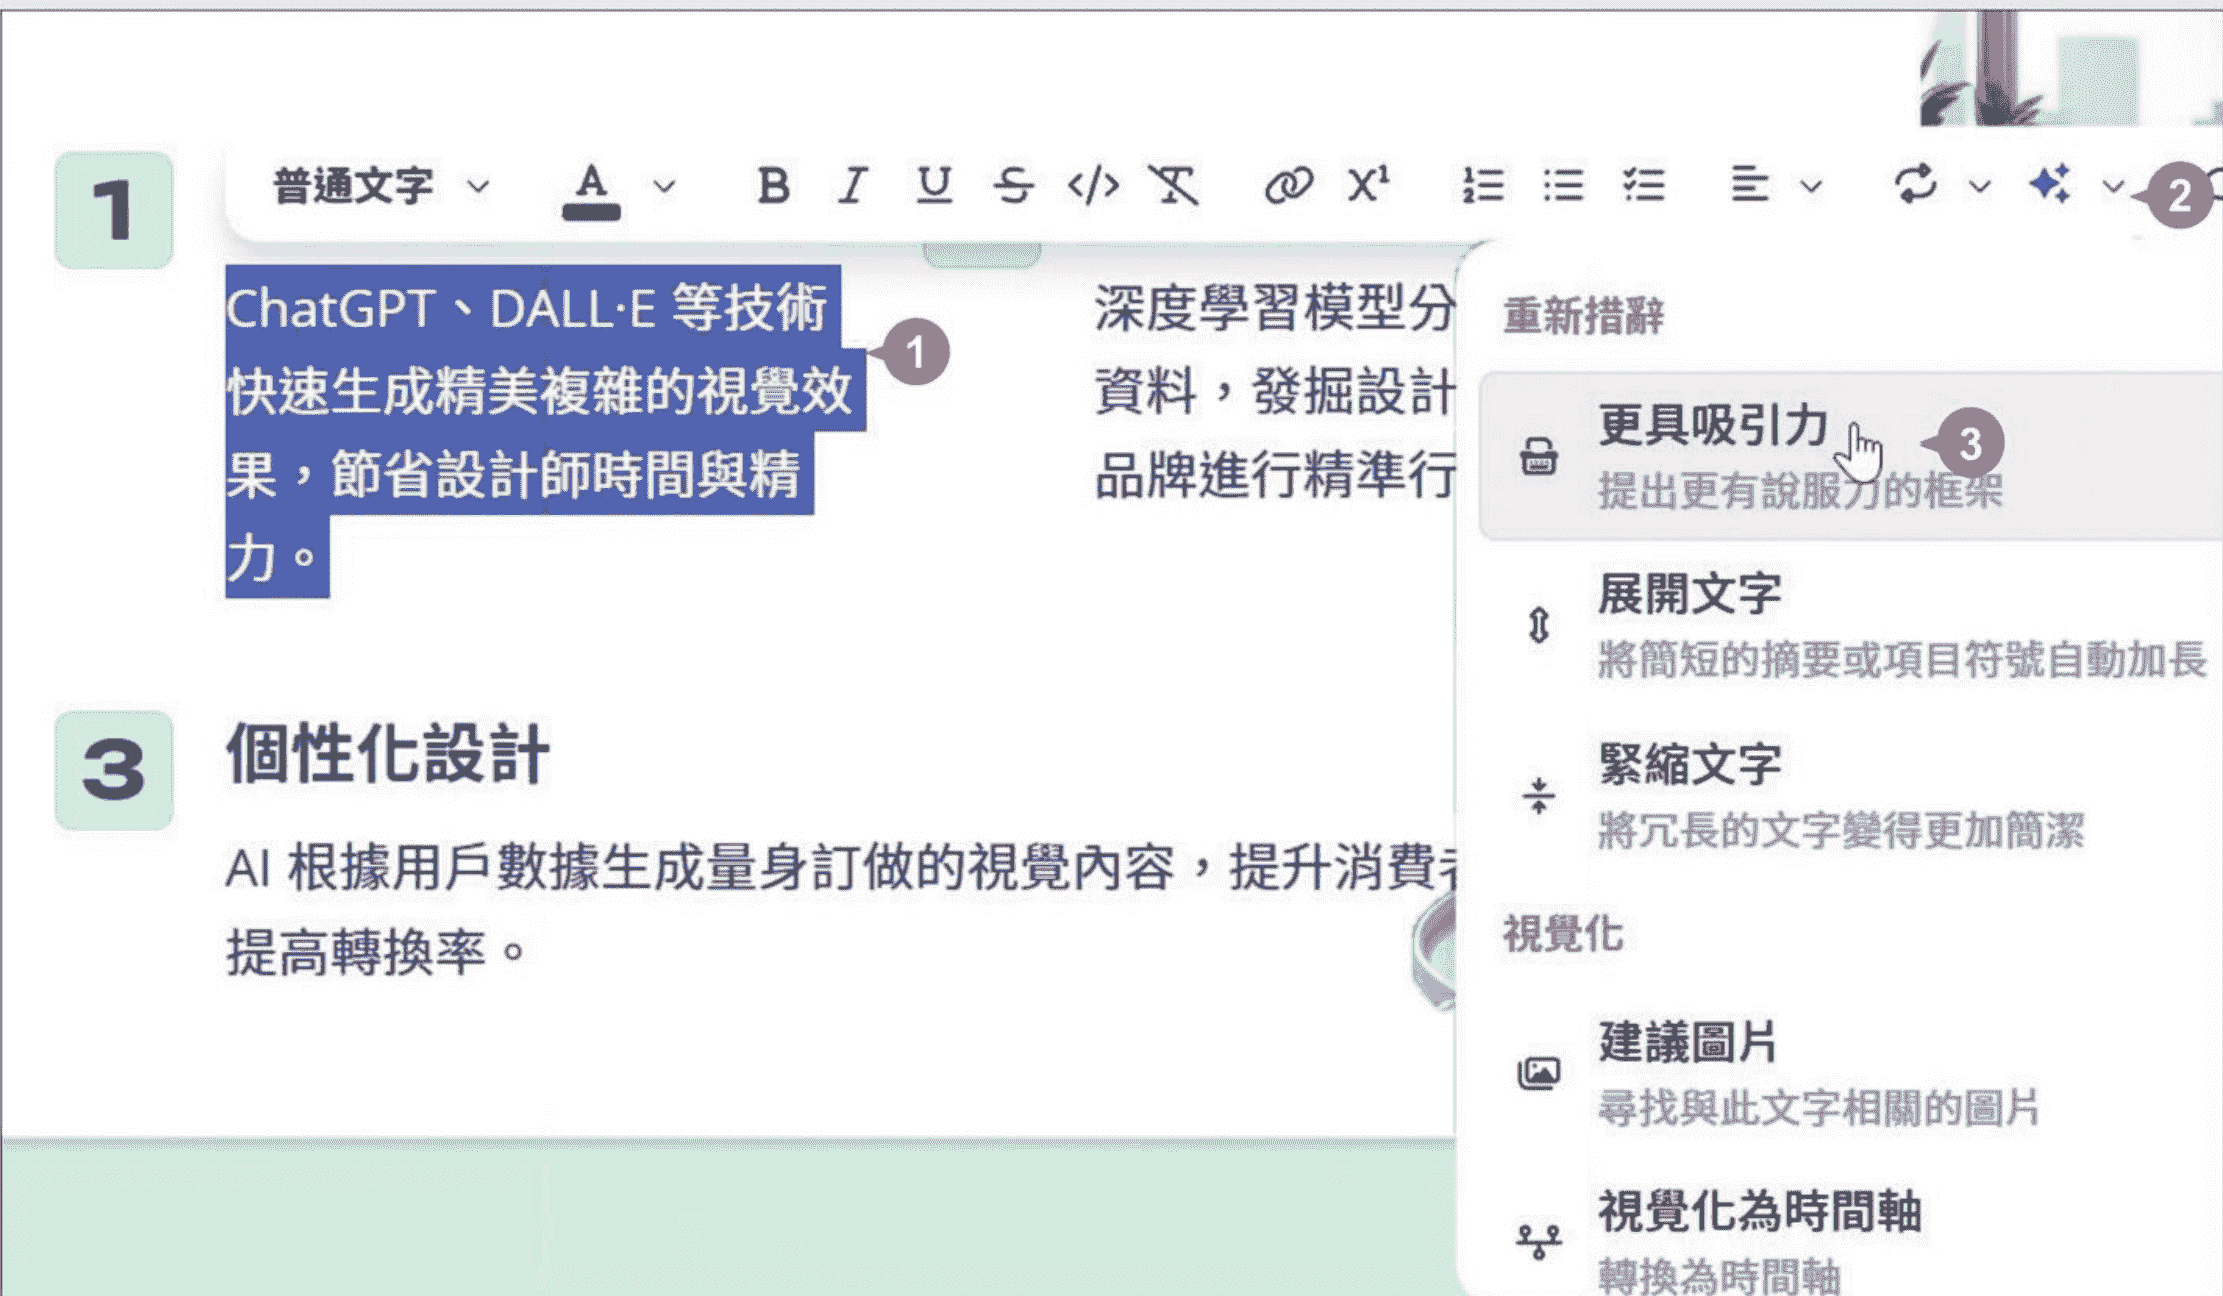 1
普通文字
A
B I U S </> T X¹
2
ChatGPT、DALL·E 等技術
快速生成精美複雜的視覺效
果，節省設計師時間與精
力。
1
深度學習模型分
資料，發掘設計
品牌進行精準行
3
個性化設計
AI 根據用戶數據生成量身訂做的視覺內容，提升消費
提高轉換率。
重新措辭
更具吸引力
3
提出更有說服力的框架
展開文字
將簡短的摘要或項目符號自動加長
緊縮文字
將冗長的文字變得更加簡潔
視覺化
建議圖片
尋找與此文字相關的圖片
視覺化為時間軸
轉換為時間軸